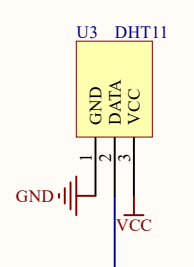 U3 DHT11
GND
DATA
VCC
1
2
3
GND
VCC